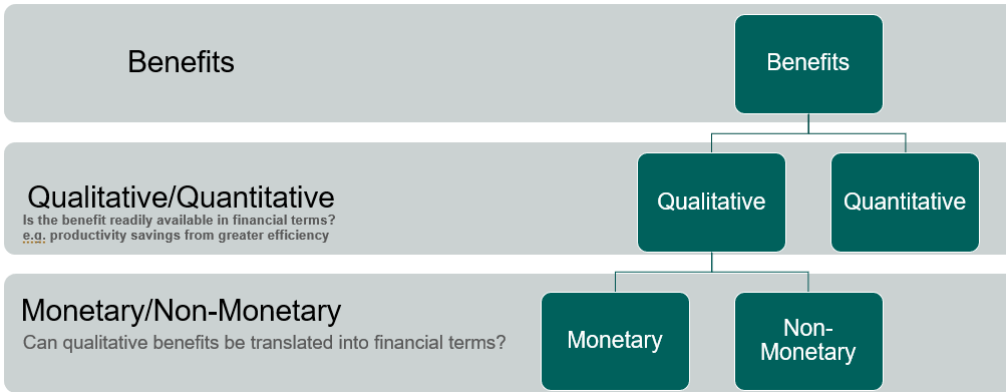 Benefits
Benefits
Qualitative/Quantitative
Is the benefit readily available in financial terms?
e.g. productivity savings from greater efficiency
Qualitative
Quantitative
Monetary/Non-Monetary
Can qualitative benefits be translated into financial terms?
Monetary
Non-
Monetary